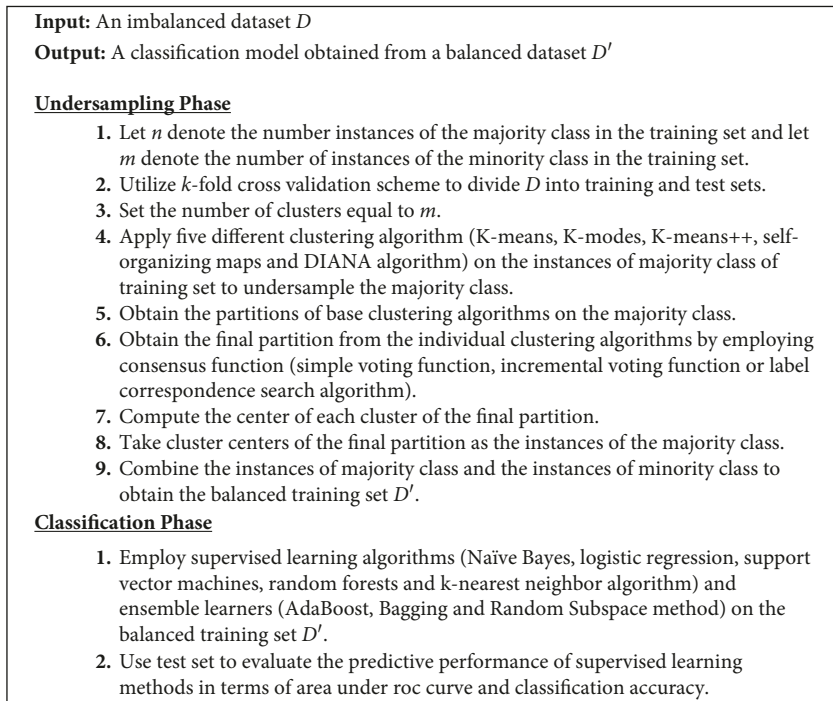 Input: An imbalanced dataset D
Output: A classification model obtained from a balanced dataset D′
Undersampling Phase
1. Let n denote the number instances of the majority class in the training set and let
m denote the number of instances of the minority class in the training set.
2. Utilize k-fold cross validation scheme to divide D into training and test sets.
3. Set the number of clusters equal to m.
4. Apply five different clustering algorithm (K-means, K-modes, K-means++, self-
organizing maps and DIANA algorithm) on the instances of majority class of
training set to undersample the majority class.
5. Obtain the partitions of base clustering algorithms on the majority class.
6. Obtain the final partition from the individual clustering algorithms by employing
consensus function (simple voting function, incremental voting function or label
correspondence search algorithm).
7. Compute the center of each cluster of the final partition.
8. Take cluster centers of the final partition as the instances of the majority class.
9. Combine the instances of majority class and the instances of minority class to
obtain the balanced training set D′.
Classification Phase
1. Employ supervised learning algorithms (Naïve Bayes, logistic regression, support
vector machines, random forests and k-nearest neighbor algorithm) and
ensemble learners (AdaBoost, Bagging and Random Subspace method) on the
balanced training set D′.
2. Use test set to evaluate the predictive performance of supervised learning
methods in terms of area under roc curve and classification accuracy.